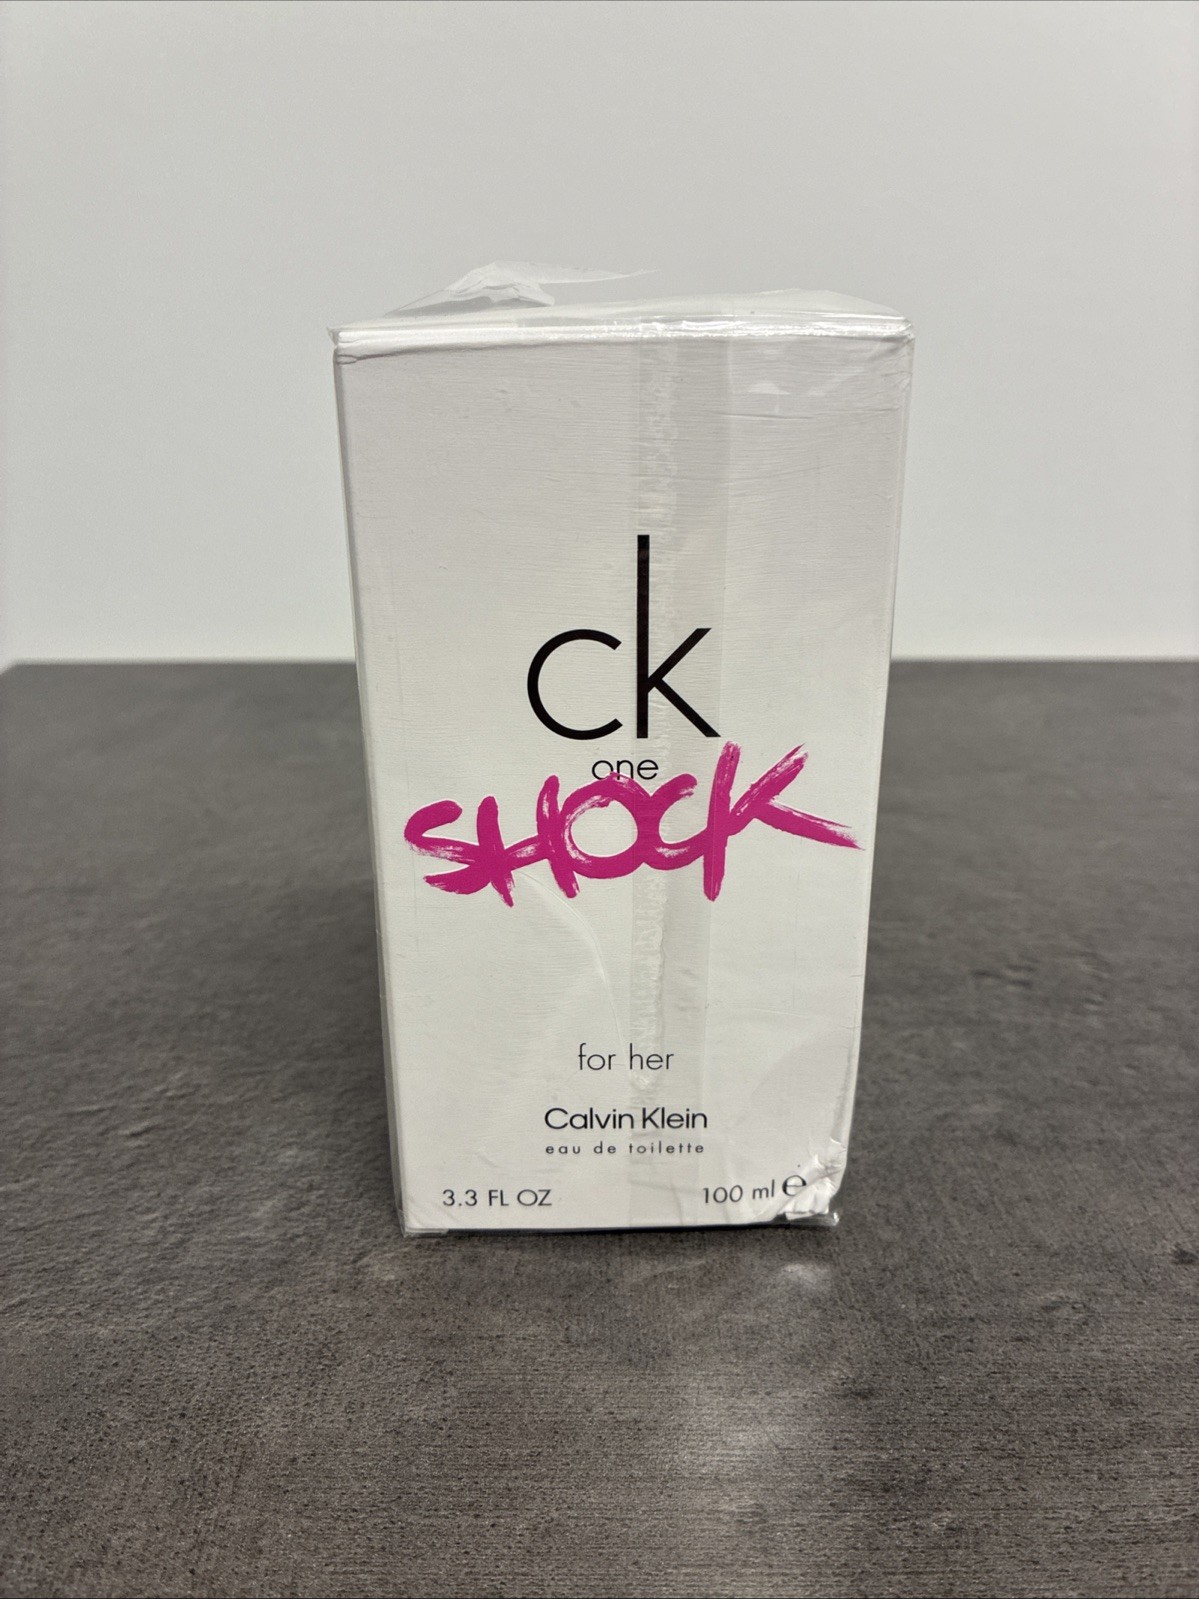 ck
one
SHOCK
for her
Calvin Klein
eau de toilette
3.3 FL OZ 100 ml ℮